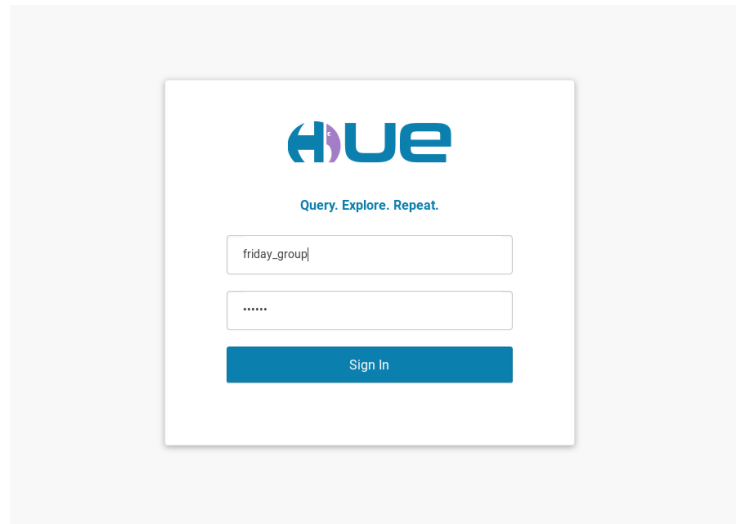 HUE
Query. Explore. Repeat.
friday_group
••••••
Sign In